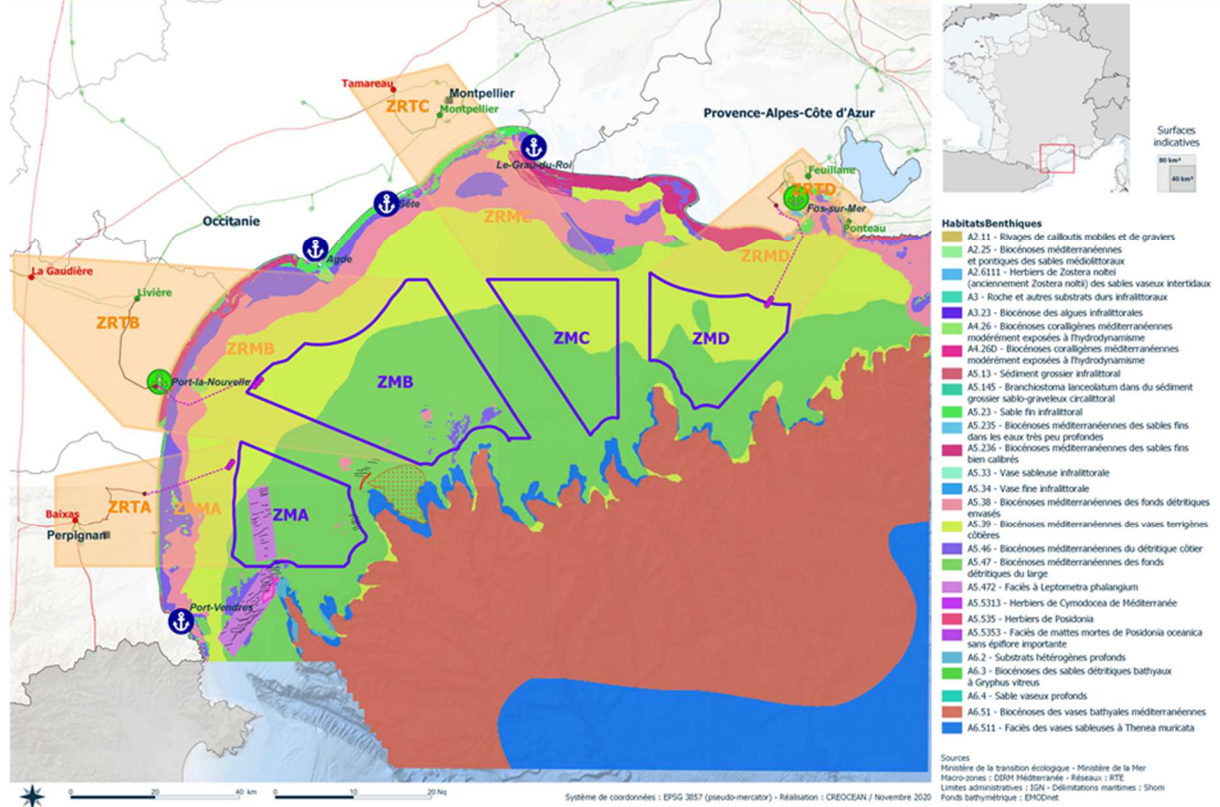 Tamareau
ZRTC
Montpellier
Montpellier
Provence-Alpes-Côte d'Azur
Le-Grau-du-Roi
Feuillane
ZRTD
Fos-sur-Mer
Ponteau
Sète
ZRMC
Occitanie
Agde
ZRMD
La Gaudière
Livière
ZRTB
ZRMB
ZMC
ZMD
ZMB
Port-la-Nouvelle
ZRTA
ZRMA
ZMA
Baixas
Perpignan
Port-Vendres
0 20 40 km
0 10 20 Nq
Système de coordonnées : EPSG 3857 (pseudo-mercator) - Réalisation : CREOCEAN / Novembre 2020
Surfaces
indicatives
80 km²
40 km²
HabitatsBenthiques
A2.11 - Rivages de cailloutis mobiles et de graviers
A2.25 - Biocénoses méditerranéennes
et pontiques des sables médiolittoraux
A2.6111 - Herbiers de Zostera noltei
(anciennement Zostera noltii) des sables vaseux intertidaux
A3 - Roche et autres substrats durs infralittoraux
A3.23 - Biocénose des algues infralittorales
A4.26 - Biocénoses coralligènes méditerranéennes
modérément exposées à l'hydrodynamisme
A4.26D - Biocénoses coralligènes méditerranéennes
modérément exposées à l'hydrodynamisme
A5.13 - Sédiment grossier infralittoral
A5.145 - Branchiostoma lanceolatum dans du sédiment
grossier sablo-graveleux circalittoral
A5.23 - Sable fin infralittoral
A5.235 - Biocénoses méditerranéennes des sables fins
dans les eaux très peu profondes
A5.236 - Biocénoses méditerranéennes des sables fins
bien calibrés
A5.33 - Vase sableuse infralittorale
A5.34 - Vase fine infralittorale
A5.38 - Biocénoses méditerranéennes des fonds détritiques
envasés
A5.39 - Biocénoses méditerranéennes des vases terrigènes
côtières
A5.46 - Biocénoses méditerranéennes du détritique côtier
A5.47 - Biocénoses méditerranéennes des fonds
détritiques du large
A5.472 - Faciès à Leptometra phalangium
A5.5313 - Herbiers de Cymodocea de Méditerranée
A5.535 - Herbiers de Posidonia
A5.5353 - Faciès de mattes mortes de Posidonia oceanica
sans épiflore importante
A6.2 - Substrats hétérogènes profonds
A6.3 - Biocénoses des sables détritiques bathyaux
à Gryphus vitreus
A6.4 - Sable vaseux profonds
A6.51 - Biocénoses des vases bathyales méditerranéennes
A6.511 - Faciès des vases sableuses à Thenea muricata
Sources
Ministère de la transition écologique - Ministère de la Mer
Macro-zones : DIRM Méditerranée - Réseaux : RTE
Limites administratives : IGN - Délimitations maritimes : Shom
Fonds bathymétrique : EMODnet